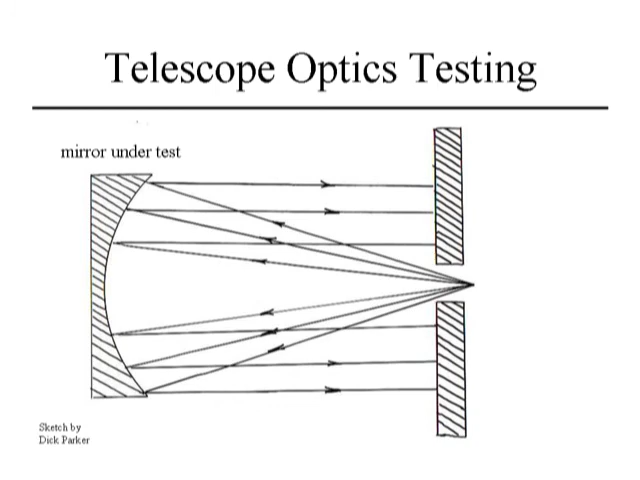 Telescope Optics Testing
mirror under test
Sketch by
Dick Parker